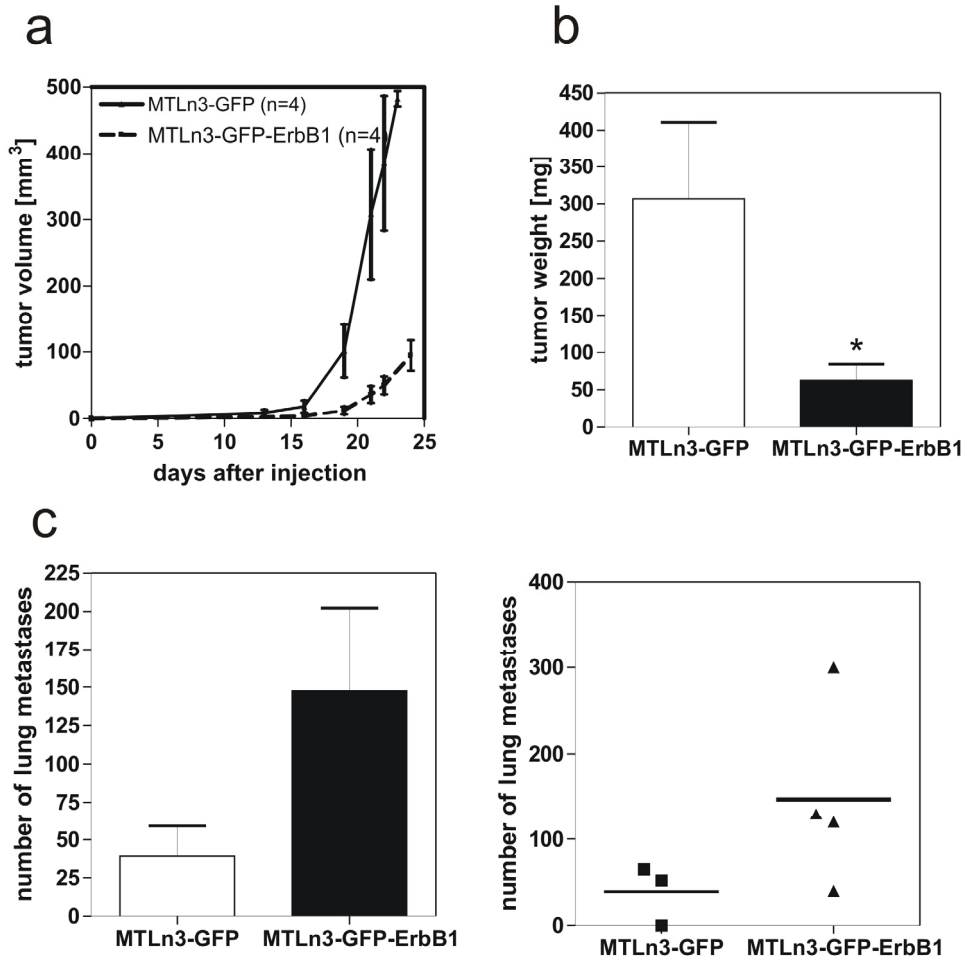 a
500
400
300
200
100
0
tumor volume [mm³]
MTLn3-GFP (n=4)
MTLn3-GFP-ErbB1 (n=4)
0 5 10 15 20 25
days after injection
b
450
400
350
300
250
200
150
100
50
0
tumor weight [mg]
*
MTLn3-GFP MTLn3-GFP-ErbB1
c
225
200
175
150
125
100
75
50
25
0
number of lung metastases
MTLn3-GFP MTLn3-GFP-ErbB1
400
300
200
100
0
number of lung metastases
MTLn3-GFP MTLn3-GFP-ErbB1